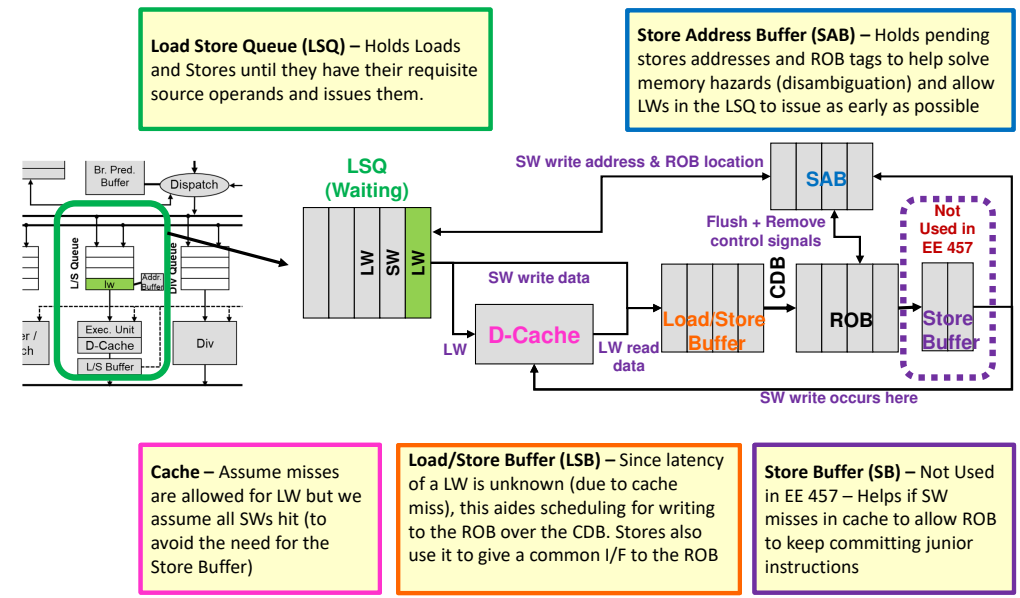 Load Store Queue (LSQ) – Holds Loads
and Stores until they have their requisite
source operands and issues them.
Store Address Buffer (SAB) – Holds pending
stores addresses and ROB tags to help solve
memory hazards (disambiguation) and allow
LWs in the LSQ to issue as early as possible
Br. Pred.
Buffer
Dispatch
L/S Queue
lw
Addr.
Buffer
DIV Queue
Exec. Unit
D-Cache
L/S Buffer
er /
ch
Div
LSQ
(Waiting)
LW
SW
LW
SW write address & ROB location
SAB
Flush + Remove
control signals
Not
Used in
EE 457
SW write data
CDB
LW
D-Cache
LW read
data
Load/Store
Buffer
ROB
Store
Buffer
SW write occurs here
Cache – Assume misses
are allowed for LW but we
assume all SWs hit (to
avoid the need for the
Store Buffer)
Load/Store Buffer (LSB) – Since latency
of a LW is unknown (due to cache
miss), this aides scheduling for writing
to the ROB over the CDB. Stores also
use it to give a common I/F to the ROB
Store Buffer (SB) – Not Used
in EE 457 – Helps if SW
misses in cache to allow ROB
to keep committing junior
instructions